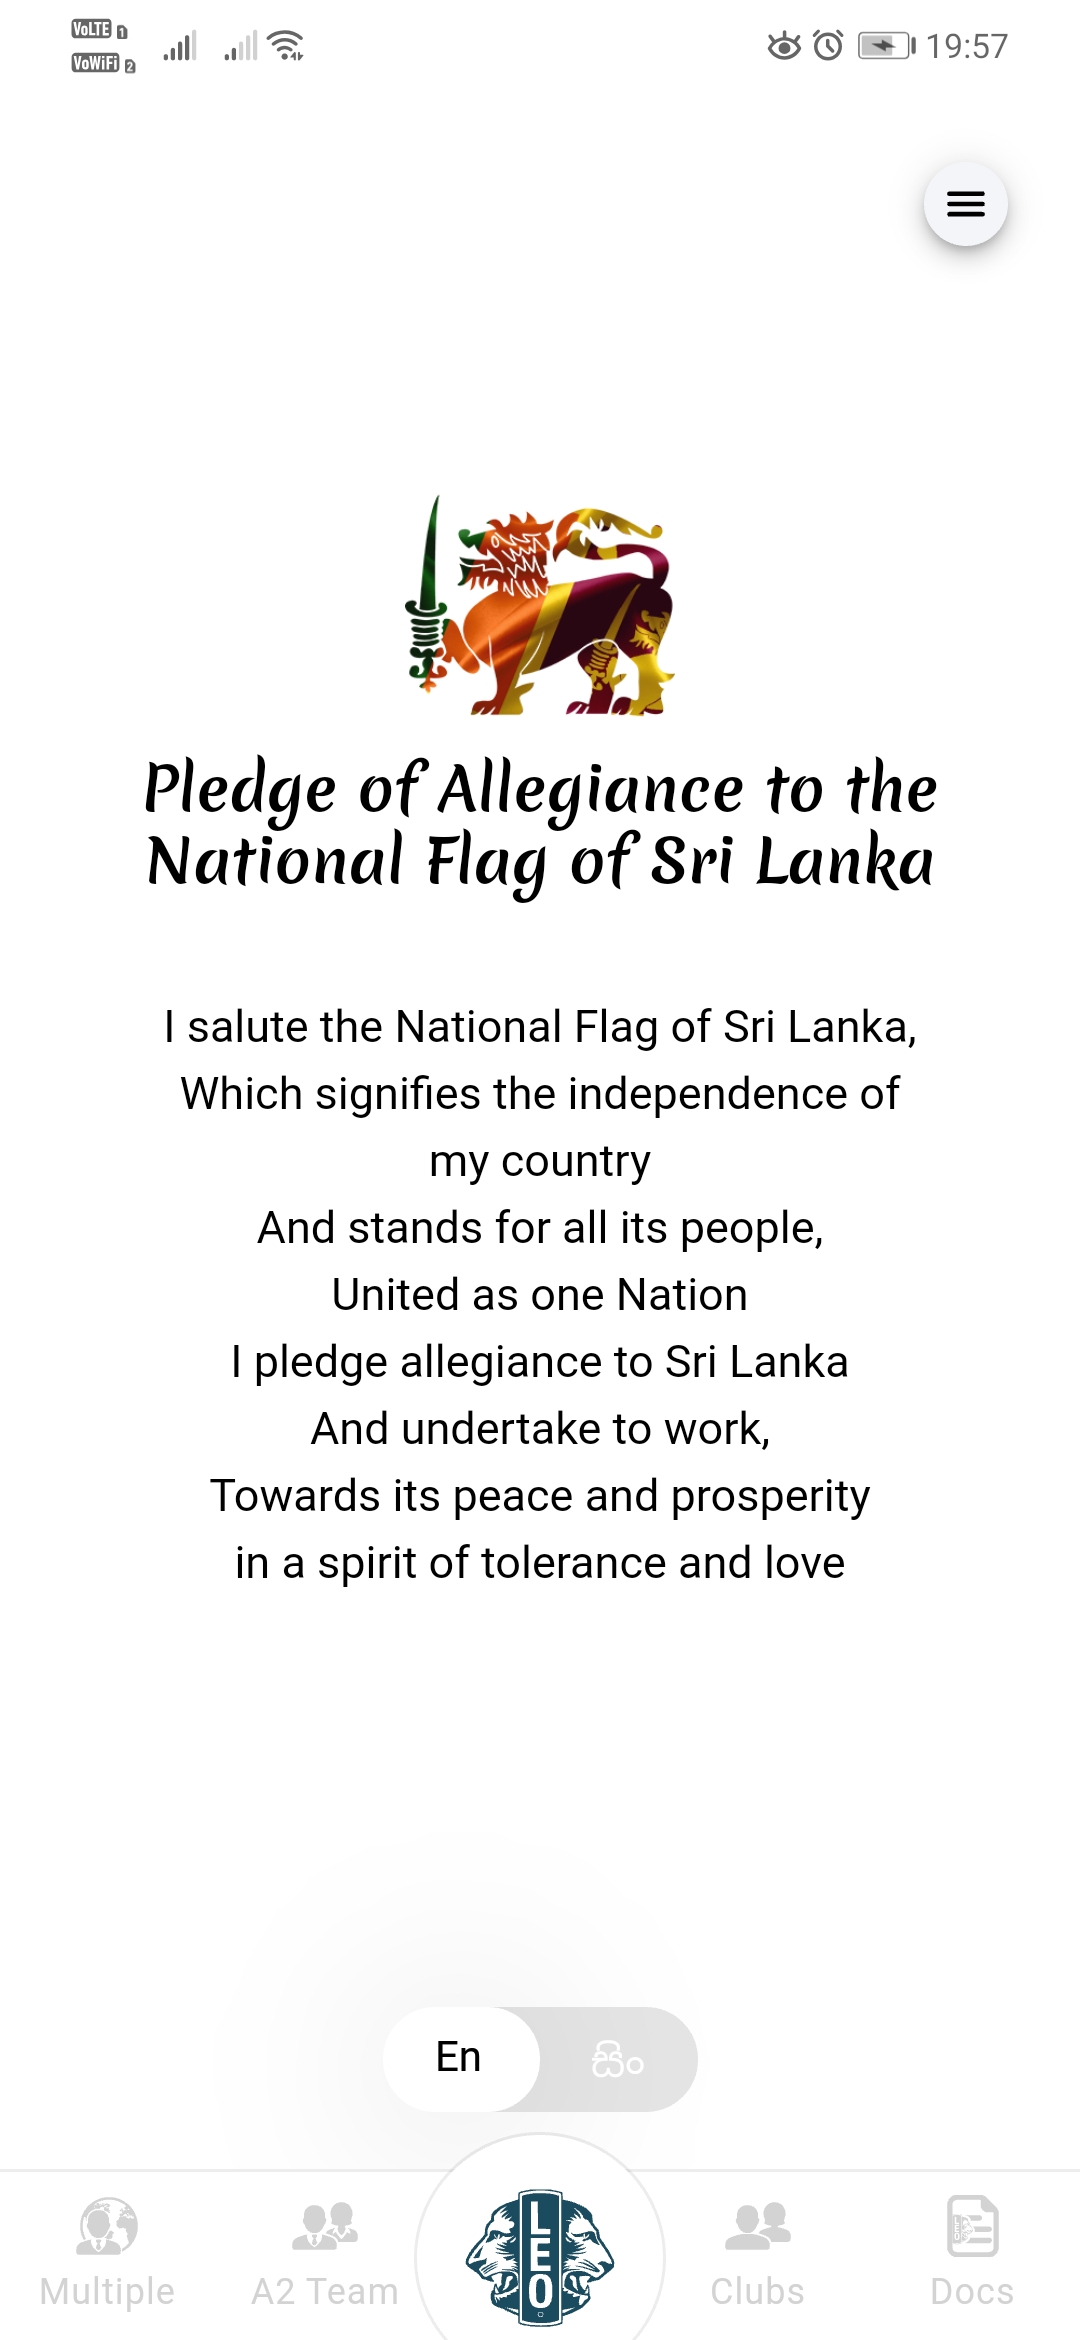 VoLTE 1
VoWiFi 2
19:57
Pledge of Allegiance to the
National Flag of Sri Lanka
I salute the National Flag of Sri Lanka,
Which signifies the independence of
my country
And stands for all its people,
United as one Nation
I pledge allegiance to Sri Lanka
And undertake to work,
Towards its peace and prosperity
in a spirit of tolerance and love
En
සිං
LEO
Multiple
A2 Team
Clubs
Docs